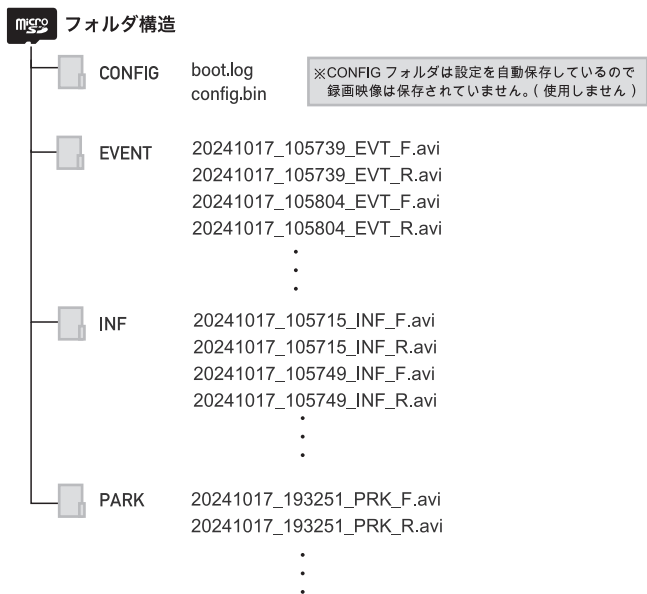 micro SD フォルダ構造
CONFIG
boot.log
config.bin
※CONFIG フォルダは設定を自動保存しているので
録画映像は保存されていません。( 使用しません )
EVENT
20241017_105739_EVT_F.avi
20241017_105739_EVT_R.avi
20241017_105804_EVT_F.avi
20241017_105804_EVT_R.avi
INF
20241017_105715_INF_F.avi
20241017_105715_INF_R.avi
20241017_105749_INF_F.avi
20241017_105749_INF_R.avi
PARK
20241017_193251_PRK_F.avi
20241017_193251_PRK_R.avi